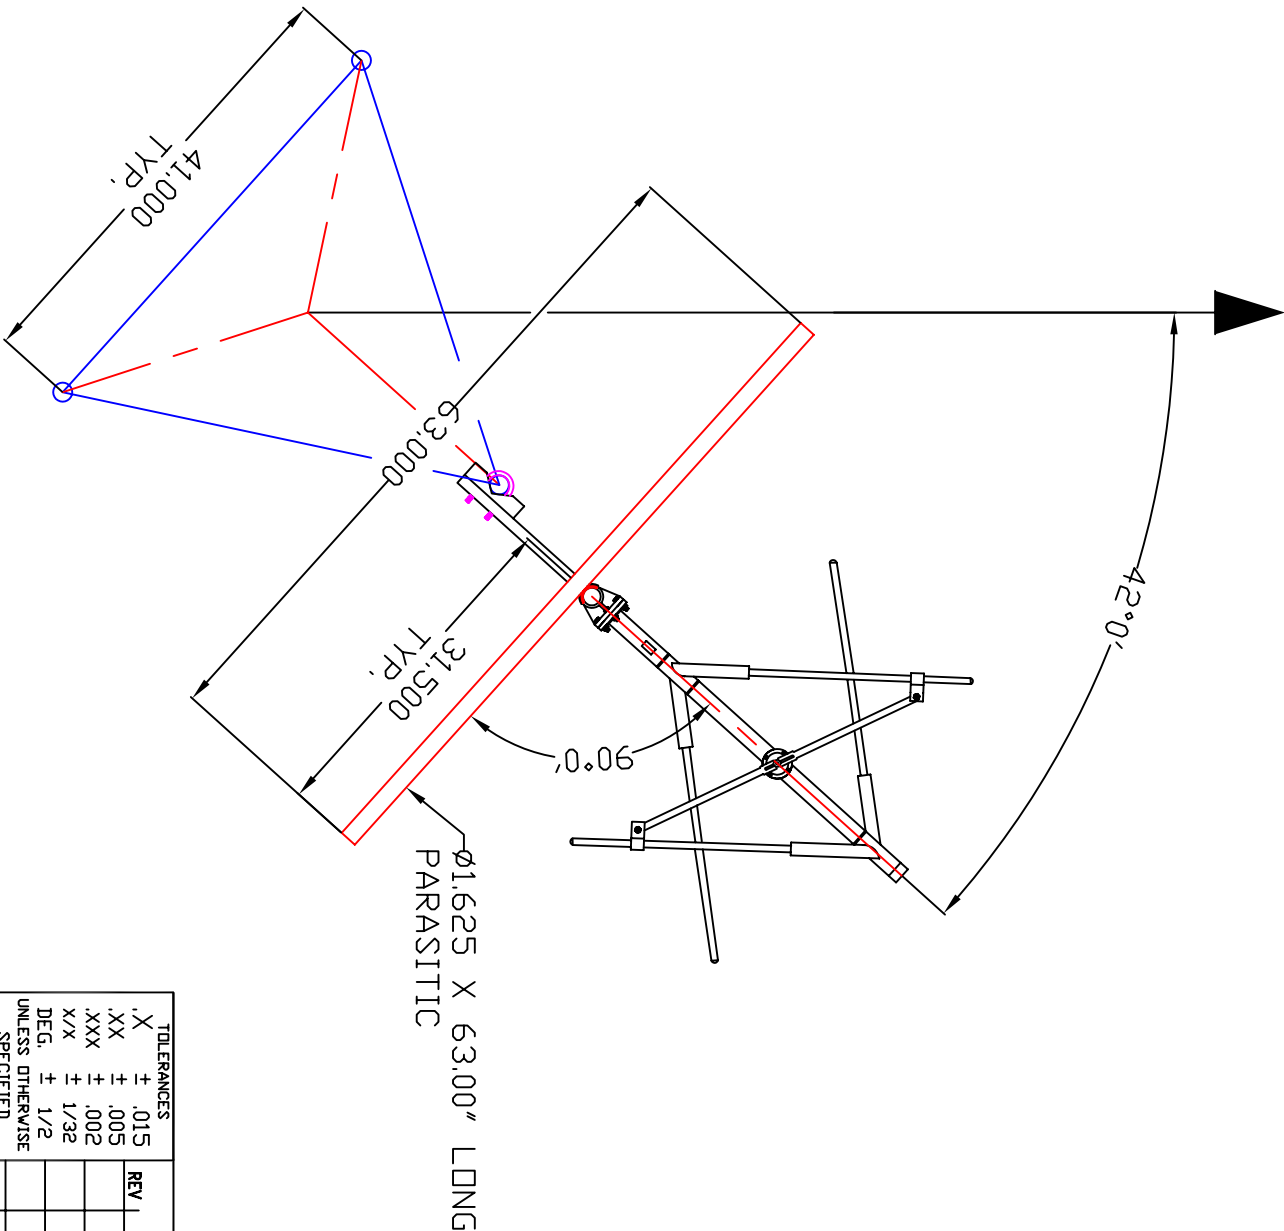 41.000
TYP.
63.000
31.500
TYP.
90°0'
42°0'
Ø1.625 X 63.00" LONG
PARASITIC
TOLERANCES
.X ± .015
.XX ± .005
.XXX ± .002
X/X ± 1/32
DEG. ± 1/2
UNLESS OTHERWISE
SPECIFIED
REV